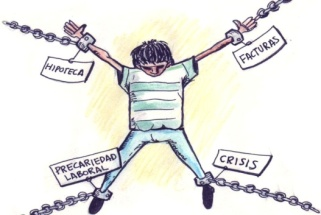 HIPOTECA
FACTURAS
PRECARIEDAD
LABORAL
CRISIS